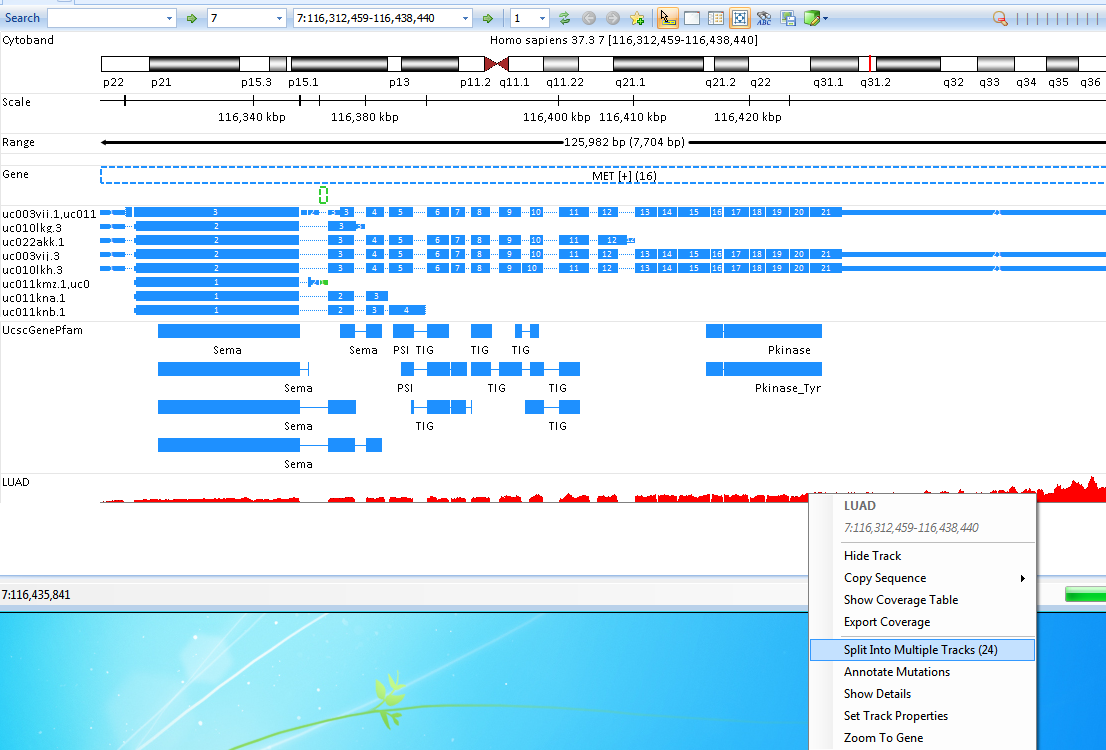 Search 7 7:116,312,459-116,438,440 1 ABC
Cytoband Homo sapiens 37.3 7 [116,312,459-116,438,440]
p22 p21 p15.3 p15.1 p13 p11.2 q11.1 q11.22 q21.1 q21.2 q22 q31.1 q31.2 q32 q33 q34 q35 q36
Scale
116,340 kbp 116,380 kbp 116,400 kbp 116,410 kbp 116,420 kbp
Range 125,982 bp (7,704 bp)
Gene MET [+] (16)
uc003vii.1,uc011 3 2 3 3 4 5 6 7 8 9 10 11 12 13 14 15 16 17 18 19 20 21 21
uc010lkg.3 2 3 3
uc022akk.1 2 3 4 5 6 7 8 9 10 11 12 12
uc003vij.3 2 3 4 5 6 7 8 9 10 11 12 13 14 15 16 17 18 19 20 21 21
uc010lkh.3 2 3 4 5 6 7 8 9 10 11 12 13 14 15 16 17 18 19 20 21 21
uc011kmz.1,uc0 1 2
uc011kna.1 1 2 3
uc011knb.1 1 2 3 4
UcscGenePfam
Sema Sema PSI TIG TIG TIG Pkinase
Sema PSI TIG TIG Pkinase_Tyr
Sema TIG TIG
Sema
LUAD
LUAD
7:116,312,459-116,438,440
Hide Track
Copy Sequence
Show Coverage Table
Export Coverage
Split Into Multiple Tracks (24)
Annotate Mutations
Show Details
Set Track Properties
Zoom To Gene
7:116,435,841